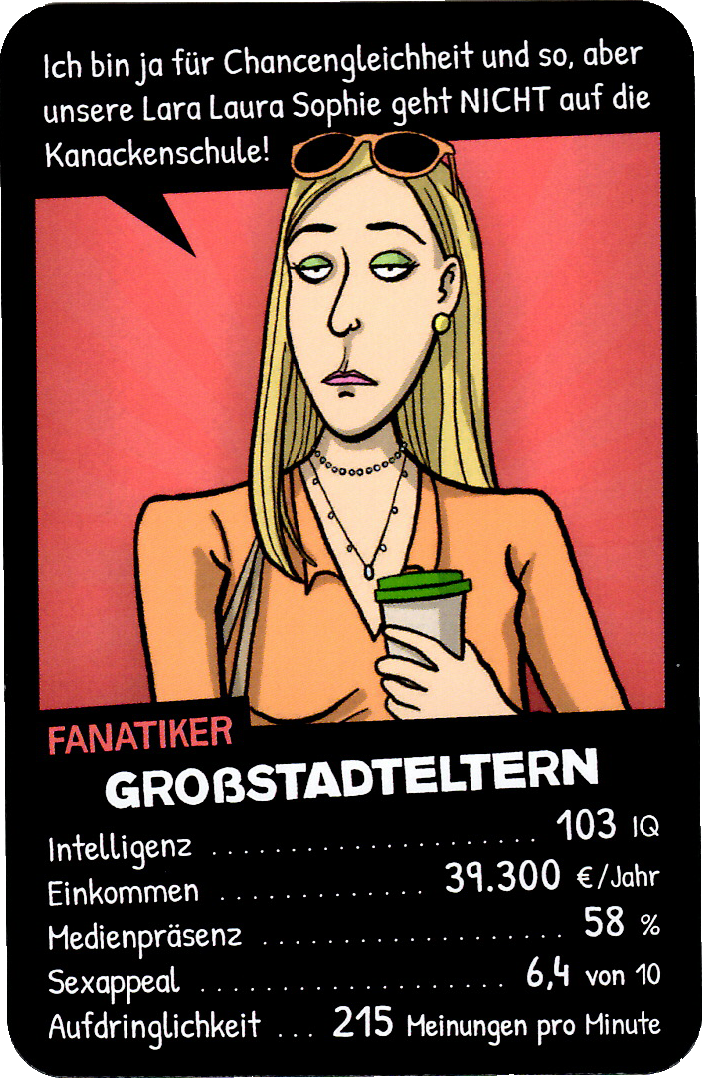 Ich bin ja für Chancengleichheit und so, aber
unsere Lara Laura Sophie geht NICHT auf die
Kanackenschule!
FANATIKER
GROẞSTADTELTERN
Intelligenz ..................... 103 IQ
Einkommen ............. 39.300 €/Jahr
Medienpräsenz ................... 58 %
Sexappeal .................... 6,4 von 10
Aufdringlichkeit ... 215 Meinungen pro Minute